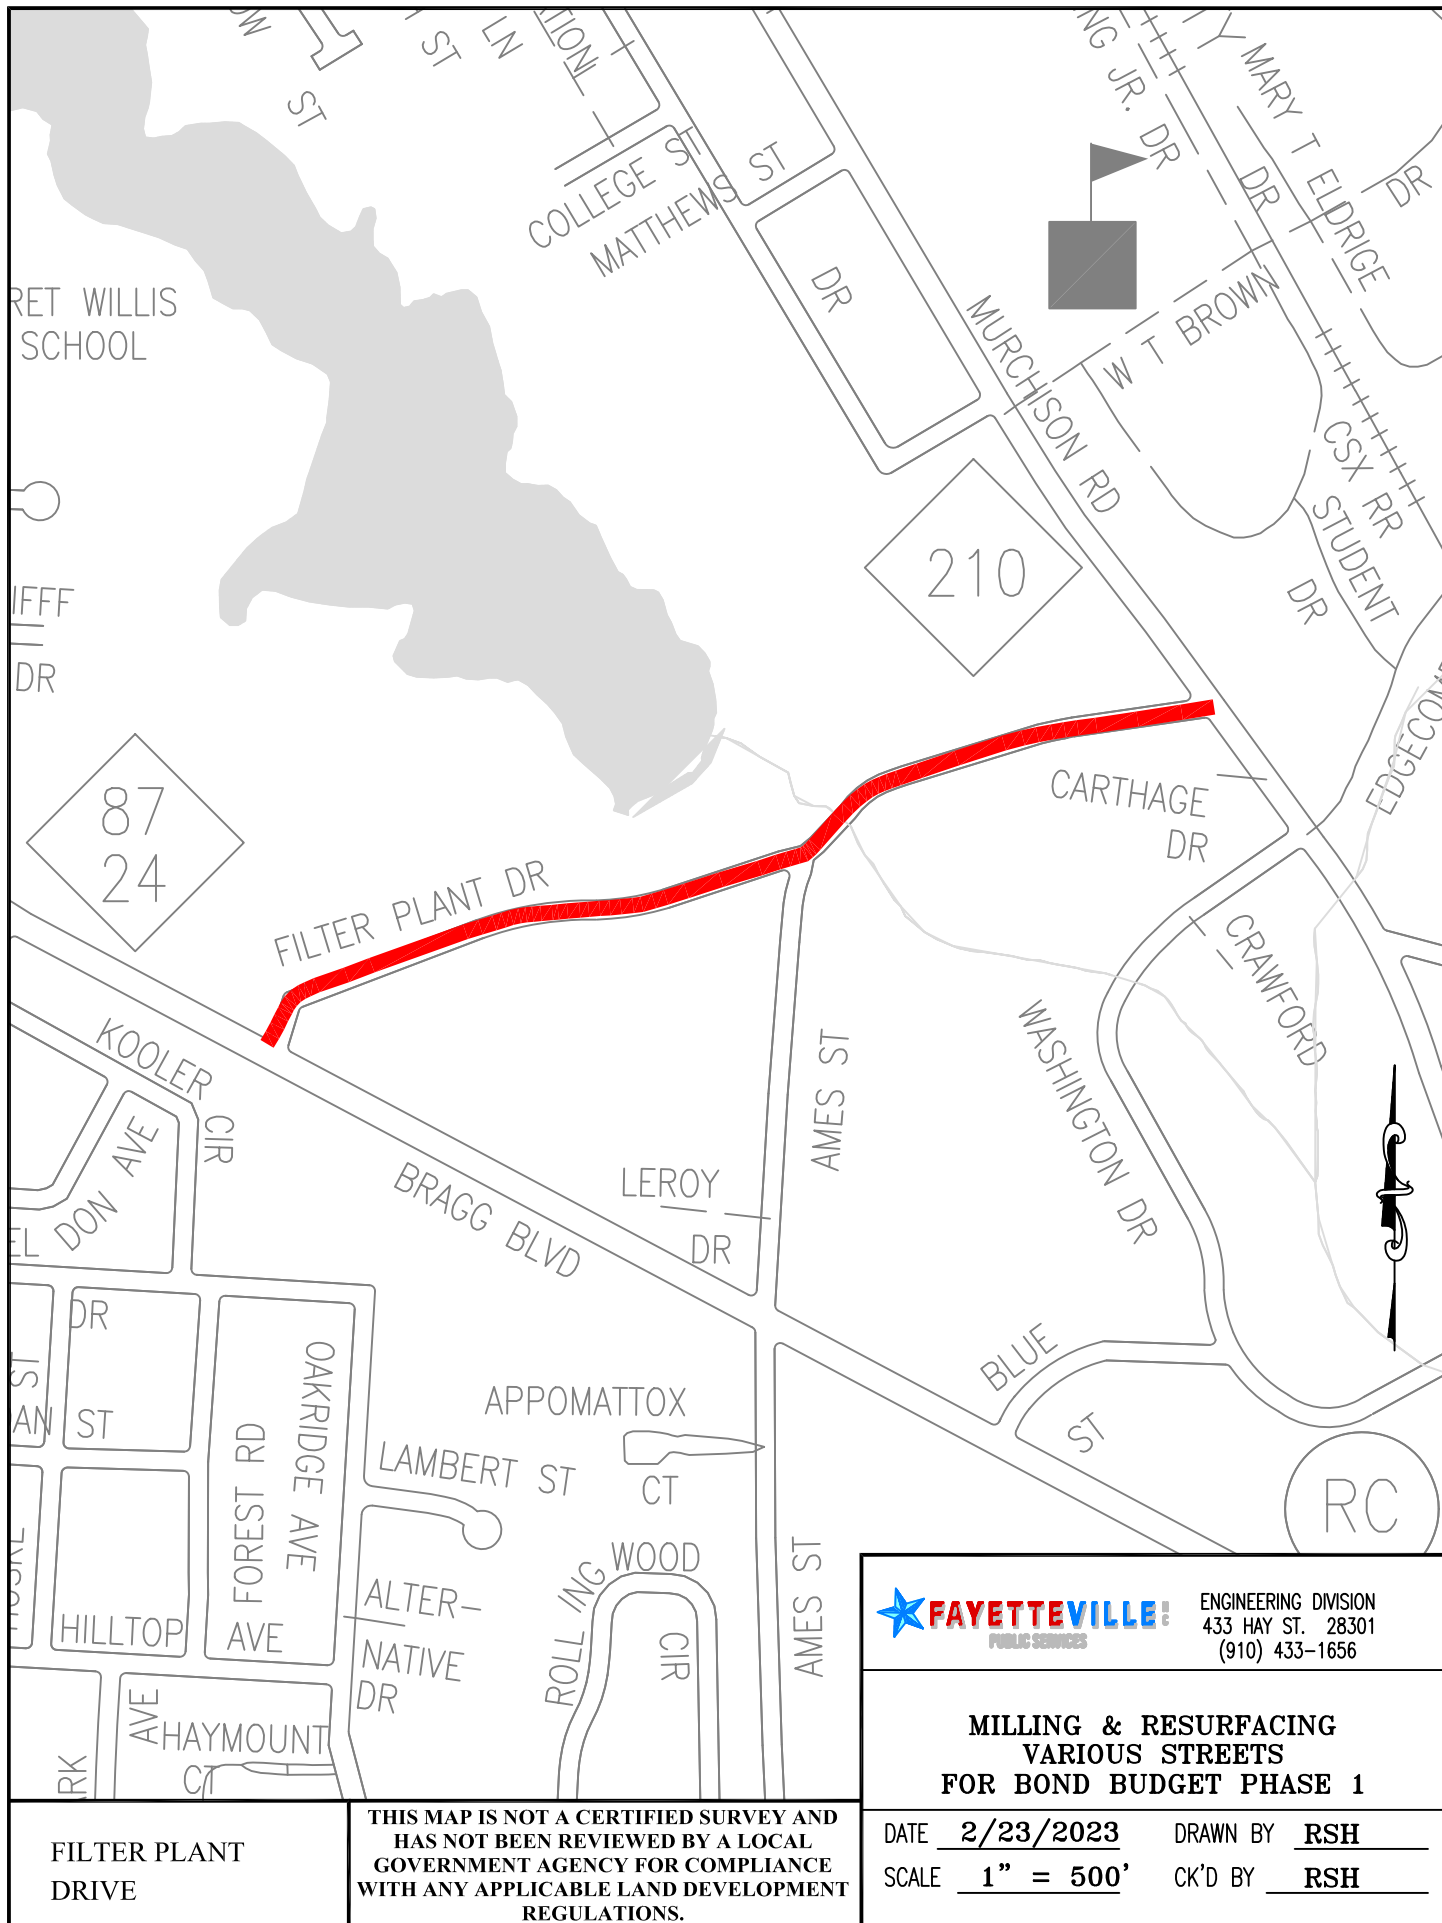 ST
ST
LN
COLLEGE ST
MATTHEWS ST
DR
JR. DR
MARY T ELDRIGE
DR
DR
W T BROWN
MURCHISON RD
CSX RR
STUDENT
DR
WILLIS
SCHOOL
DR
210
87
24
FILTER PLANT DR
CARTHAGE
DR
CRAWFORD
WASHINGTON DR
KOOLER
CIR
DON AVE
BRAGG BLVD
LEROY
DR
AMES ST
DR
ST
ST
OAKRIDGE AVE
FOREST RD
APPOMATTOX
CT
LAMBERT ST
BLUE
ST
RC
HILLTOP
AVE
ALTER-
NATIVE
DR
ROLL ING
WOOD
CIR
AMES ST
AVE
HAYMOUNT
CT
FAYETTEVILLE
PUBLIC SERVICES
ENGINEERING DIVISION
433 HAY ST. 28301
(910) 433-1656
MILLING & RESURFACING
VARIOUS STREETS
FOR BOND BUDGET PHASE 1
DATE 2/23/2023 DRAWN BY RSH
SCALE 1" = 500' CK'D BY RSH
FILTER PLANT
DRIVE
THIS MAP IS NOT A CERTIFIED SURVEY AND
HAS NOT BEEN REVIEWED BY A LOCAL
GOVERNMENT AGENCY FOR COMPLIANCE
WITH ANY APPLICABLE LAND DEVELOPMENT
REGULATIONS.